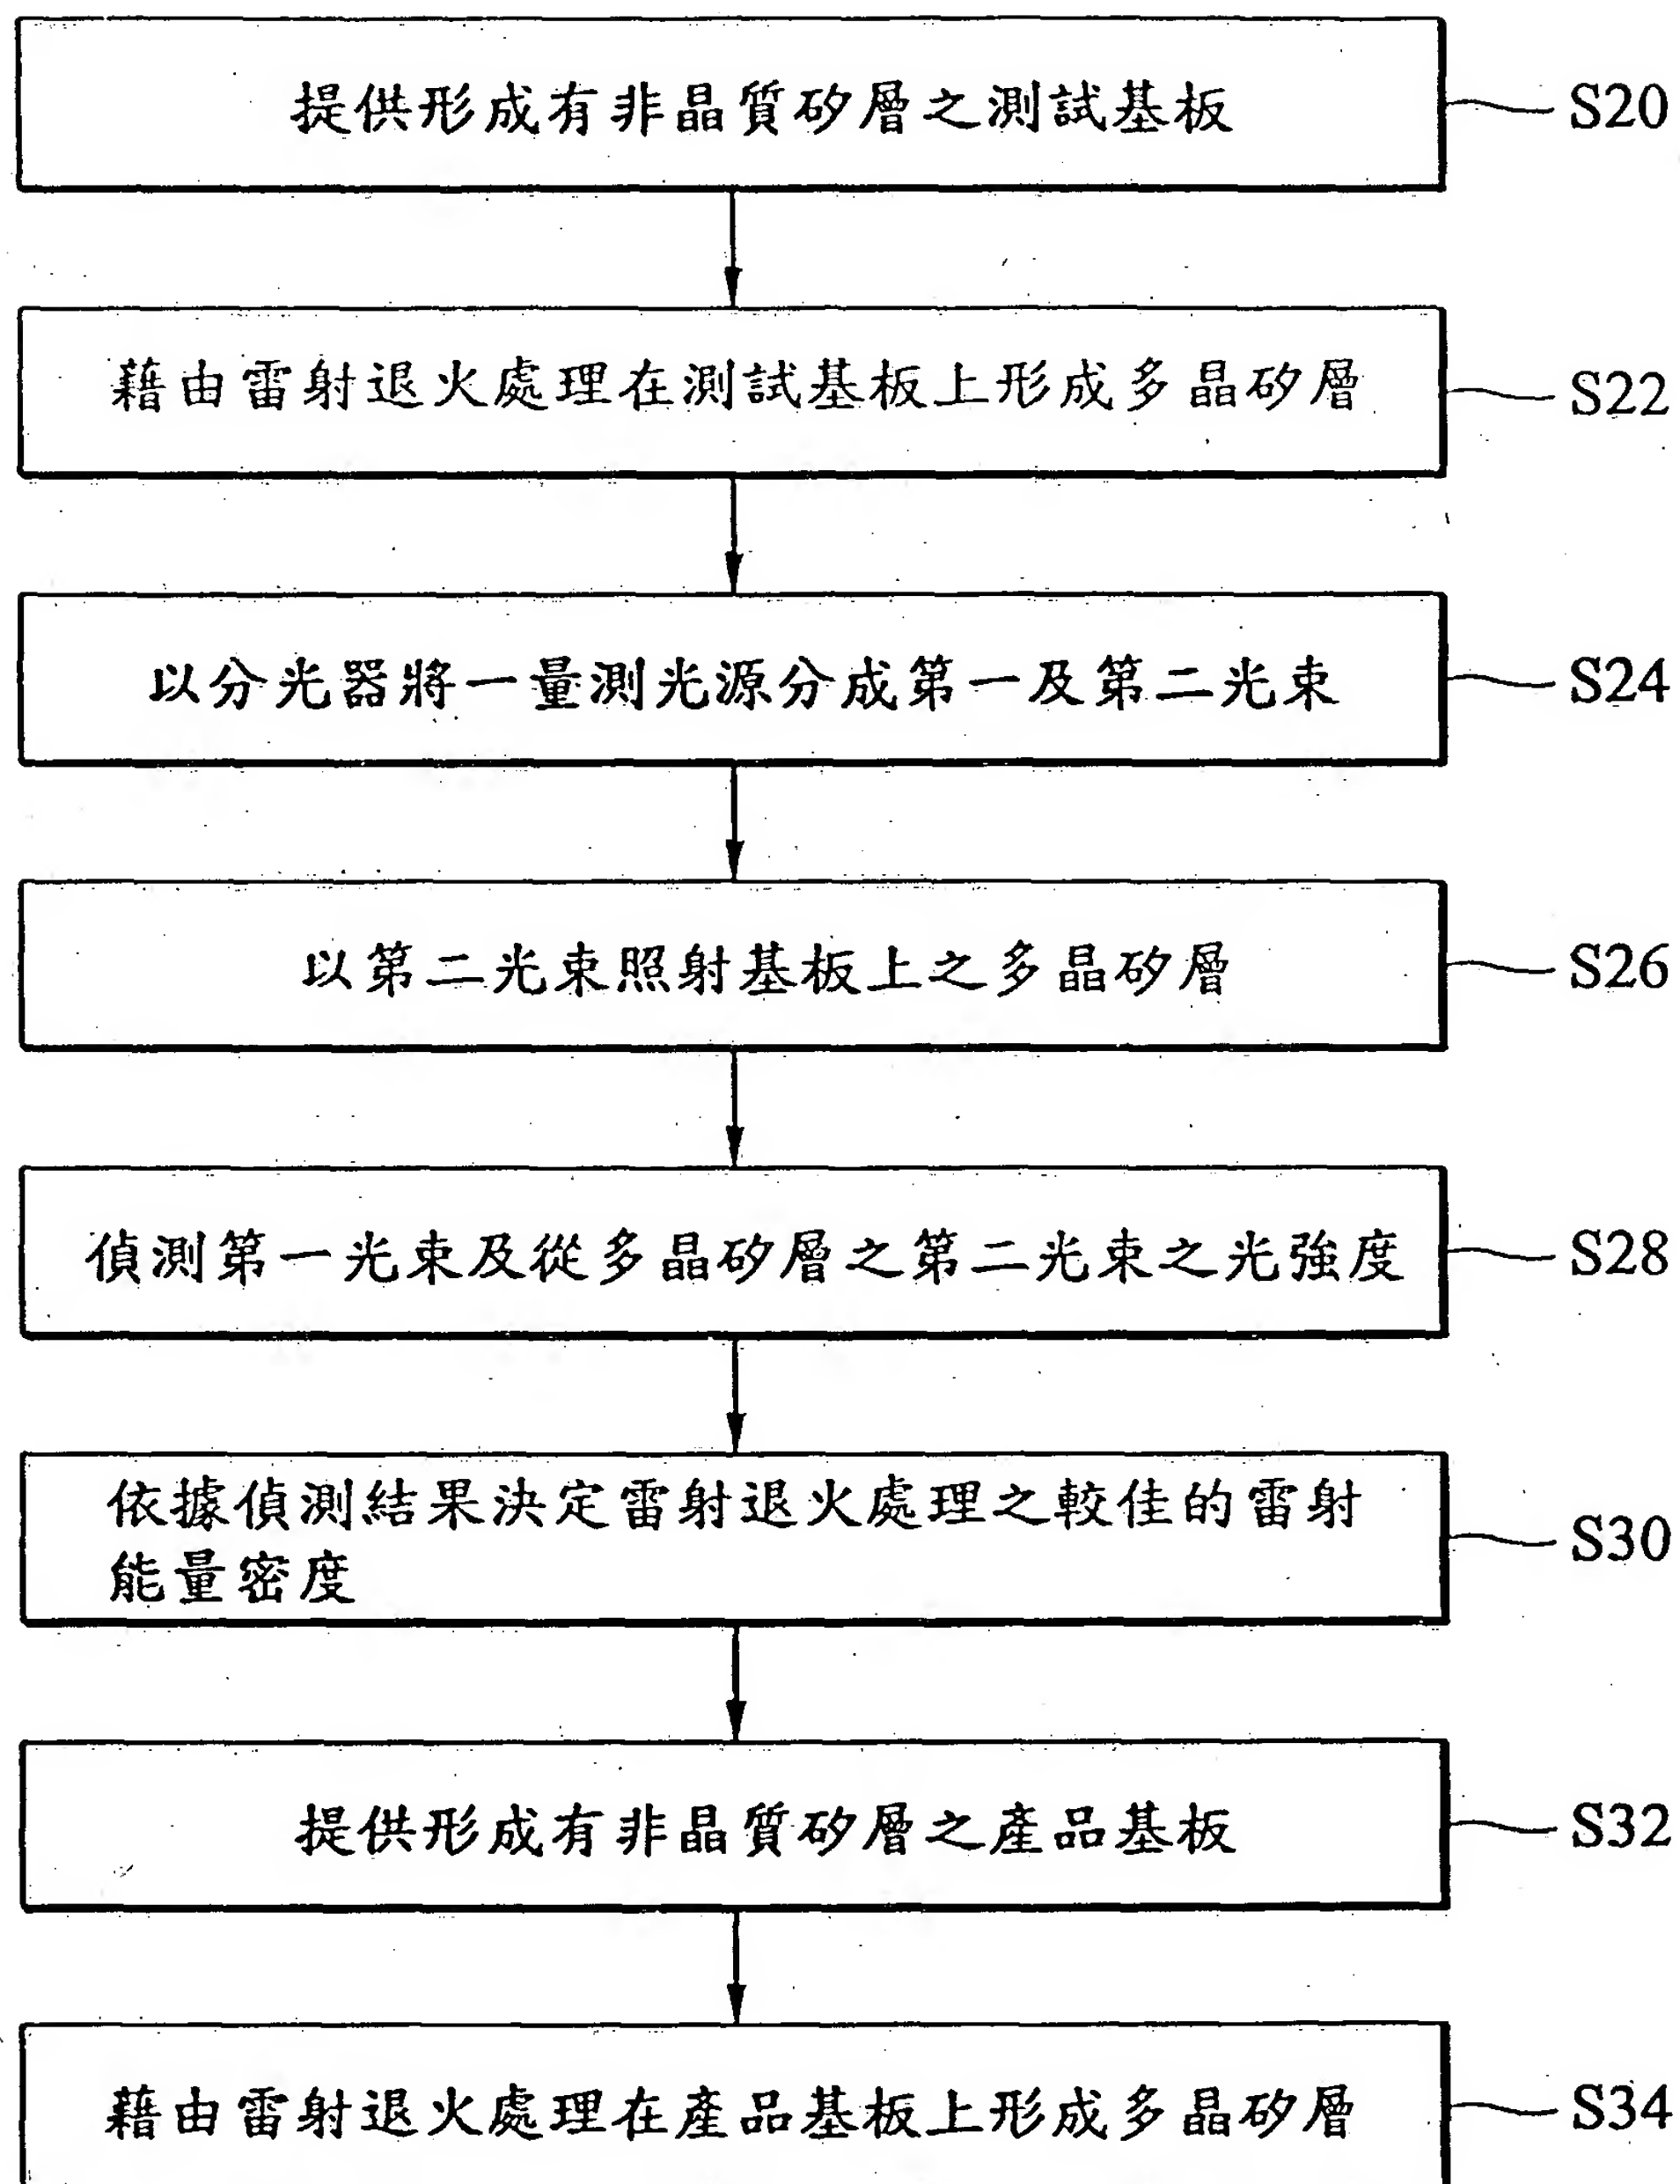 提供形成有非晶質矽層之測試基板 S20
藉由雷射退火處理在測試基板上形成多晶矽層 S22
以分光器將一量測光源分成第一及第二光束 S24
以第二光束照射基板上之多晶矽層 S26
偵測第一光束及從多晶矽層之第二光束之光強度 S28
依據偵測結果決定雷射退火處理之較佳的雷射
能量密度 S30
提供形成有非晶質矽層之產品基板 S32
藉由雷射退火處理在產品基板上形成多晶矽層 S34